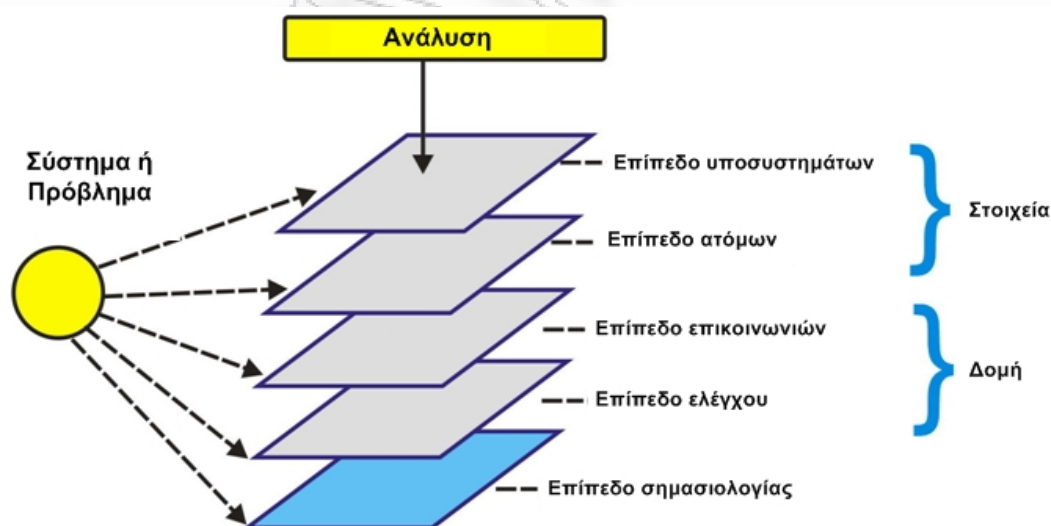 Ανάλυση
Σύστημα ή
Πρόβλημα
Επίπεδο υποσυστημάτων
Στοιχεία
Επίπεδο ατόμων
Επίπεδο επικοινωνιών
Δομή
Επίπεδο ελέγχου
Επίπεδο σημασιολογίας